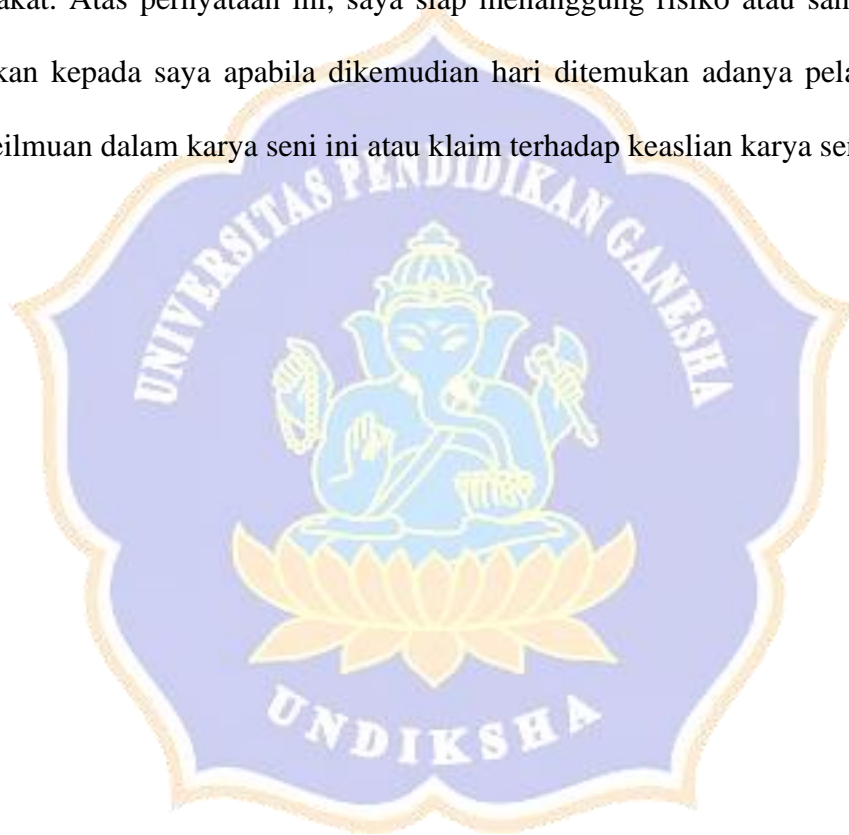 akat. Atas pernyataan ini, saya siap menanggung risiko atau san
kan kepada saya apabila dikemudian hari ditemukan adanya pela
eilmuan dalam karya seni ini atau klaim terhadap keaslian karya sen
UNIVERSITAS PENDIDIKAN GANESHA
UNDIKSHA